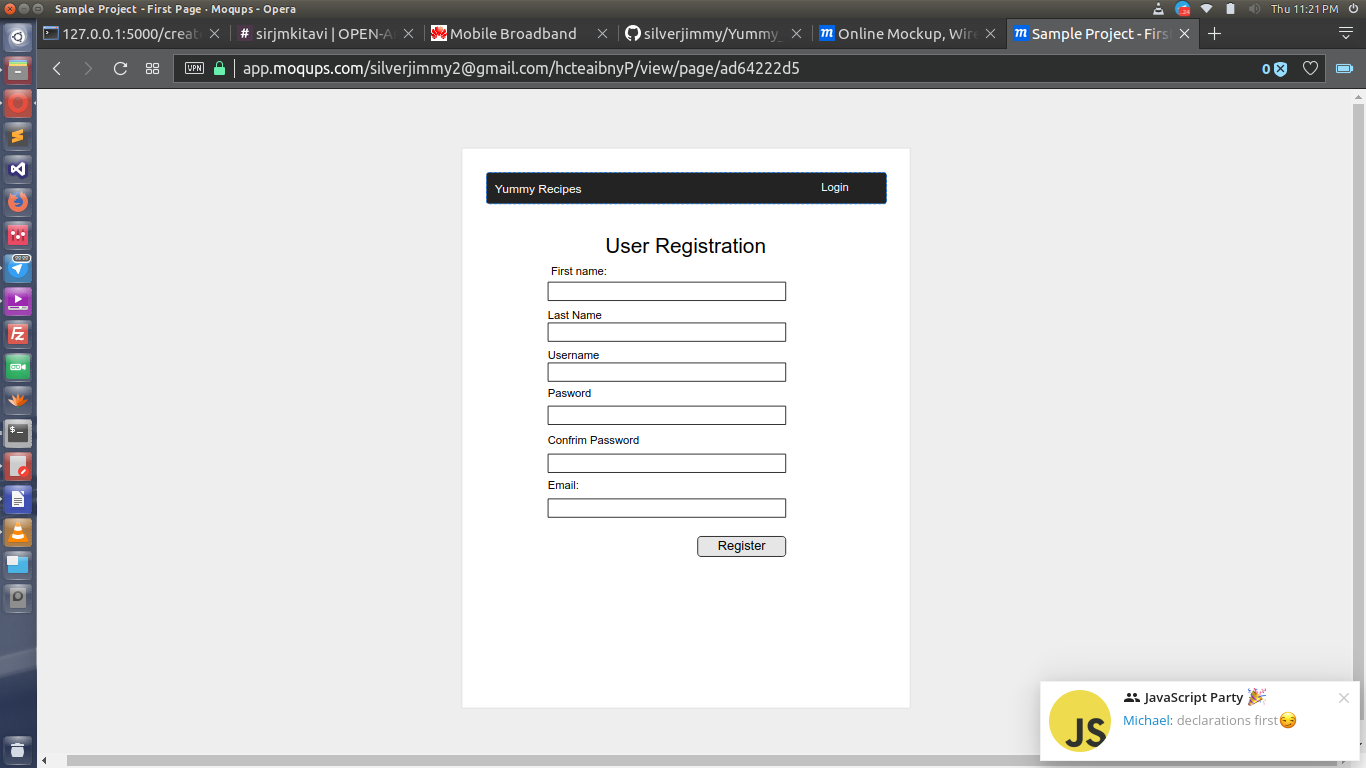 Sample Project - First Page · Moqups - Opera
Thu 11:21 PM
127.0.0.1:5000/create
sirjmkitavi | OPEN-A
Mobile Broadband
silverjimmy/Yummy_
Online Mockup, Wire
Sample Project - Firs
VPN
app.moqups.com/silverjimmy2@gmail.com/hcteaibnyP/view/page/ad64222d5
0
Yummy Recipes
Login
User Registration
First name:
Last Name
Username
Pasword
Confrim Password
Email:
Register
JavaScript Party
JS
Michael: declarations first